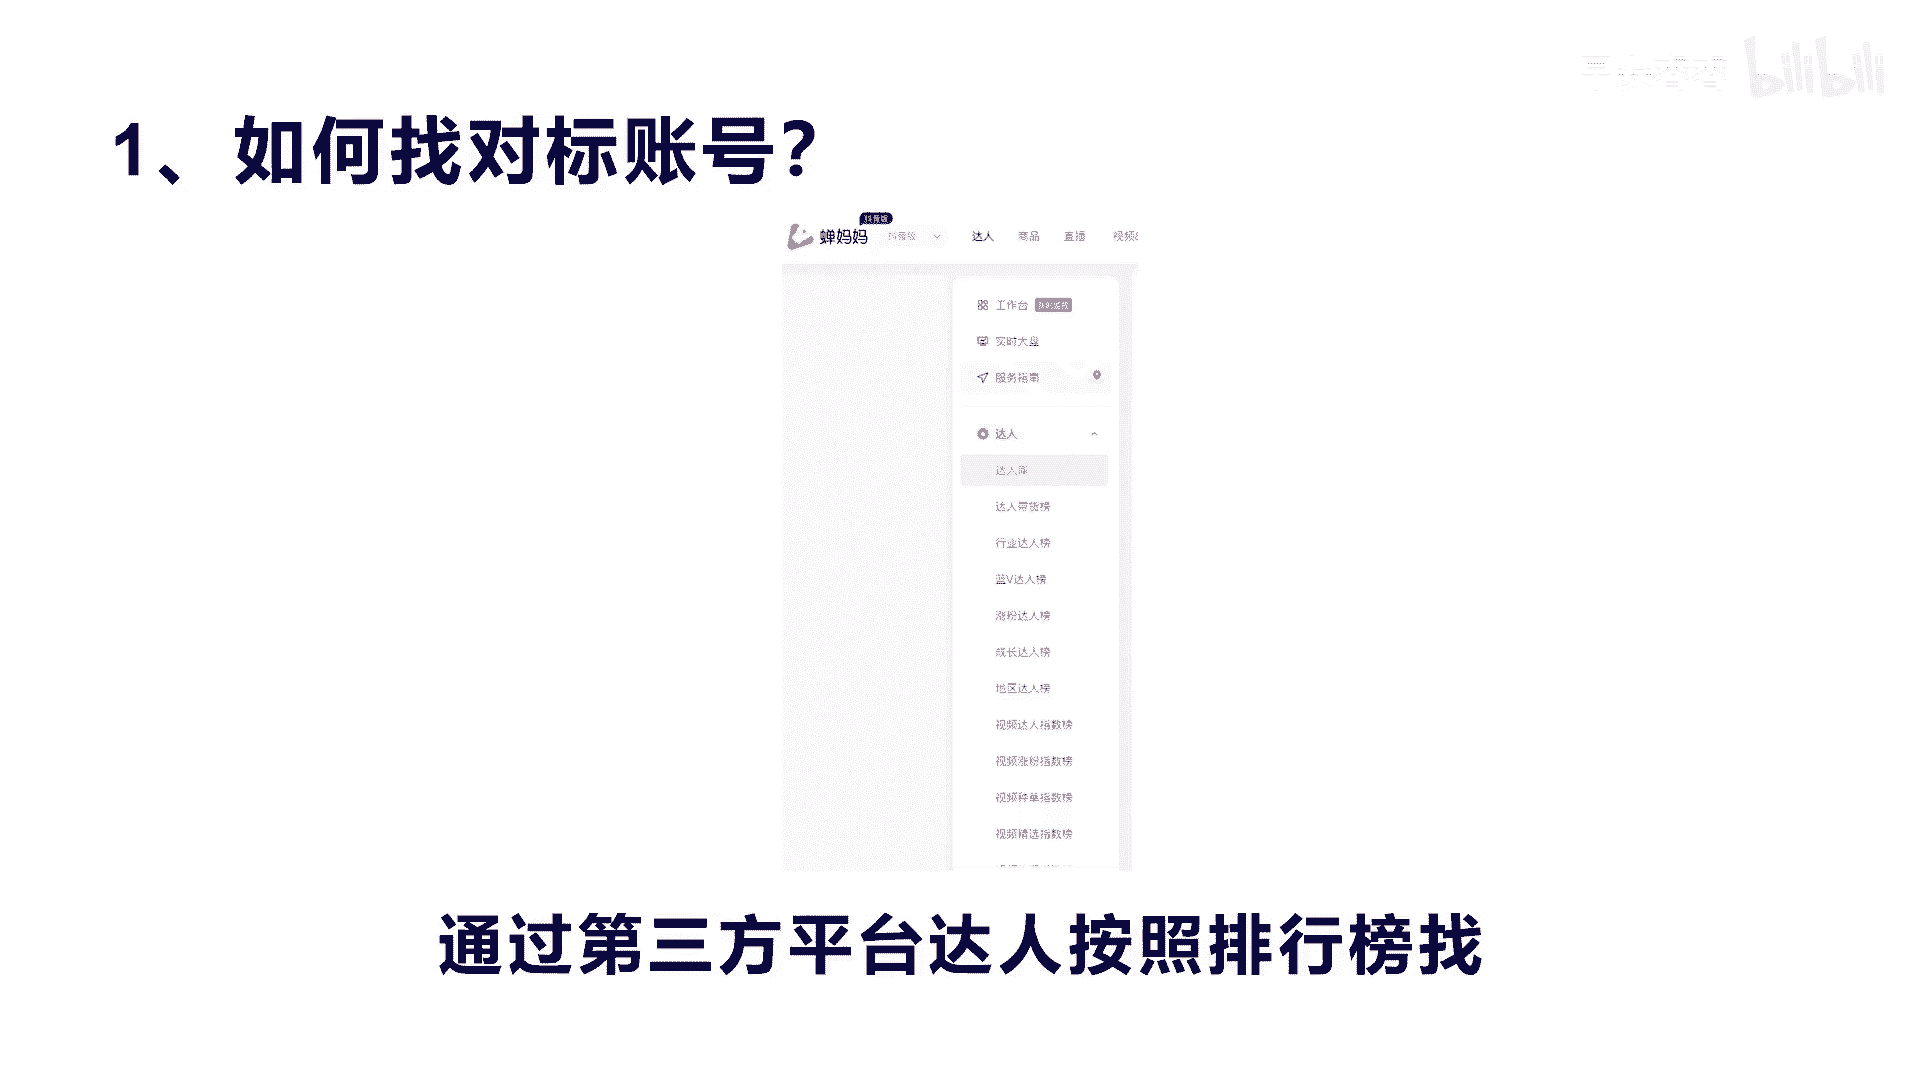 bilibili
1、如何找对标账号?
抖音版
蝉妈妈 抖音版 达人 商品 直播 视频&
工作台
实时大盘
服务指南
达人
达人库
达人带货榜
行业达人榜
蓝V达人榜
涨粉达人榜
成长达人榜
地区达人榜
视频达人指数榜
视频涨粉指数榜
视频种草指数榜
视频精选指数榜
通过第三方平台达人按照排行榜找